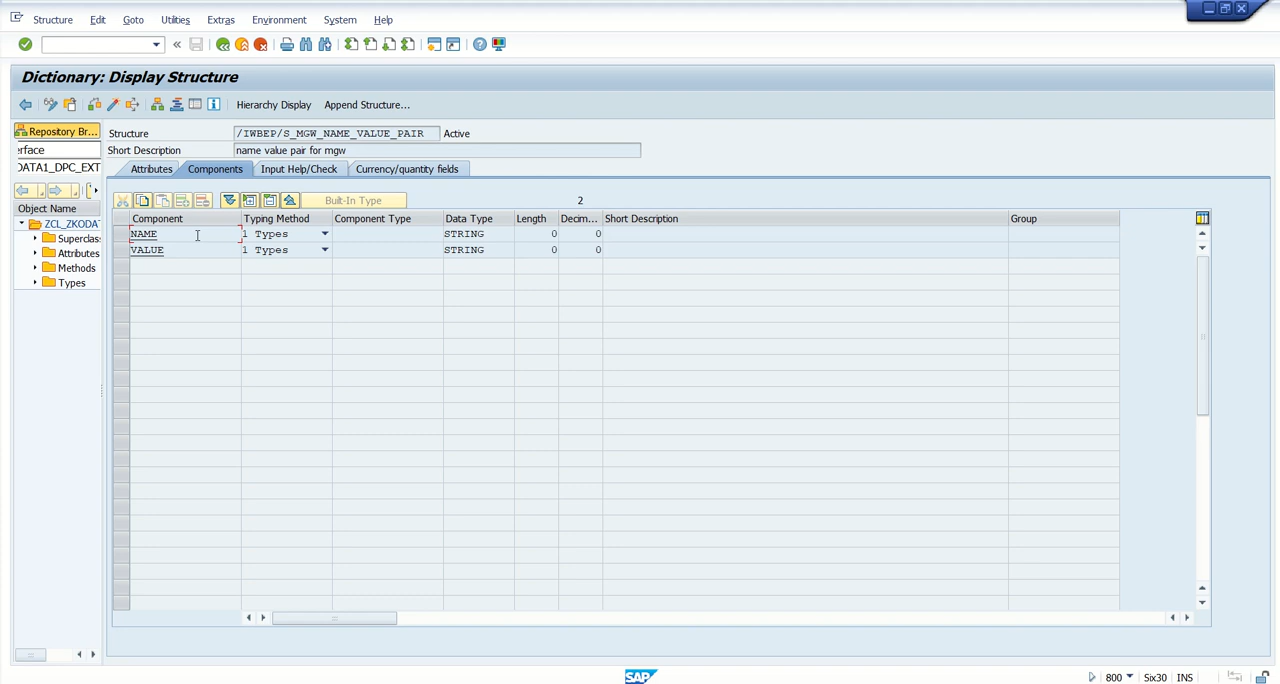 Structure Edit Goto Utilities Extras Environment System Help
Dictionary: Display Structure
Hierarchy Display Append Structure...
Repository Br...
erface
DATA1_DPC_EXT
Object Name
ZCL_ZKODAT
Superclas
Attributes
Methods
Types
Structure /IWBEP/S_MGW_NAME_VALUE_PAIR Active
Short Description name value pair for mgw
Attributes Components Input Help/Check Currency/quantity fields
Built-In Type 2
Component Typing Method Component Type Data Type Length Decim... Short Description Group
NAME 1 Types STRING 0 0
VALUE 1 Types STRING 0 0
SAP 800 Six30 INS